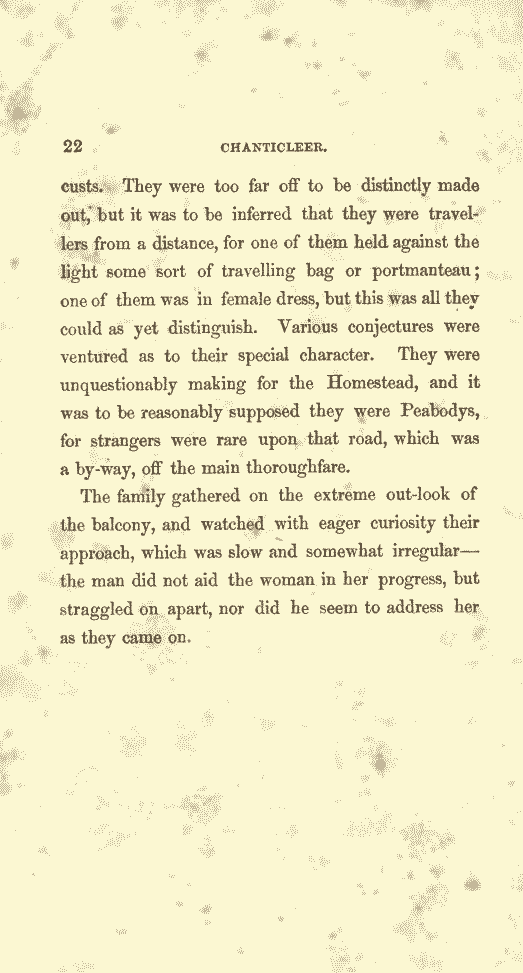 22 CHANTICLEER.
custs. They were too far off to be distinctly made
out, but it was to be inferred that they were travel-
lers from a distance, for one of them held against the
light some sort of travelling bag or portmanteau;
one of them was in female dress, but this was all they
could as yet distinguish. Various conjectures were
ventured as to their special character. They were
unquestionably making for the Homestead, and it
was to be reasonably supposed they were Peabodys,
for strangers were rare upon that road, which was
a by-way, off the main thoroughfare.
The family gathered on the extreme out-look of
the balcony, and watched with eager curiosity their
approach, which was slow and somewhat irregular—
the man did not aid the woman in her progress, but
straggled on apart, nor did he seem to address her
as they came on.